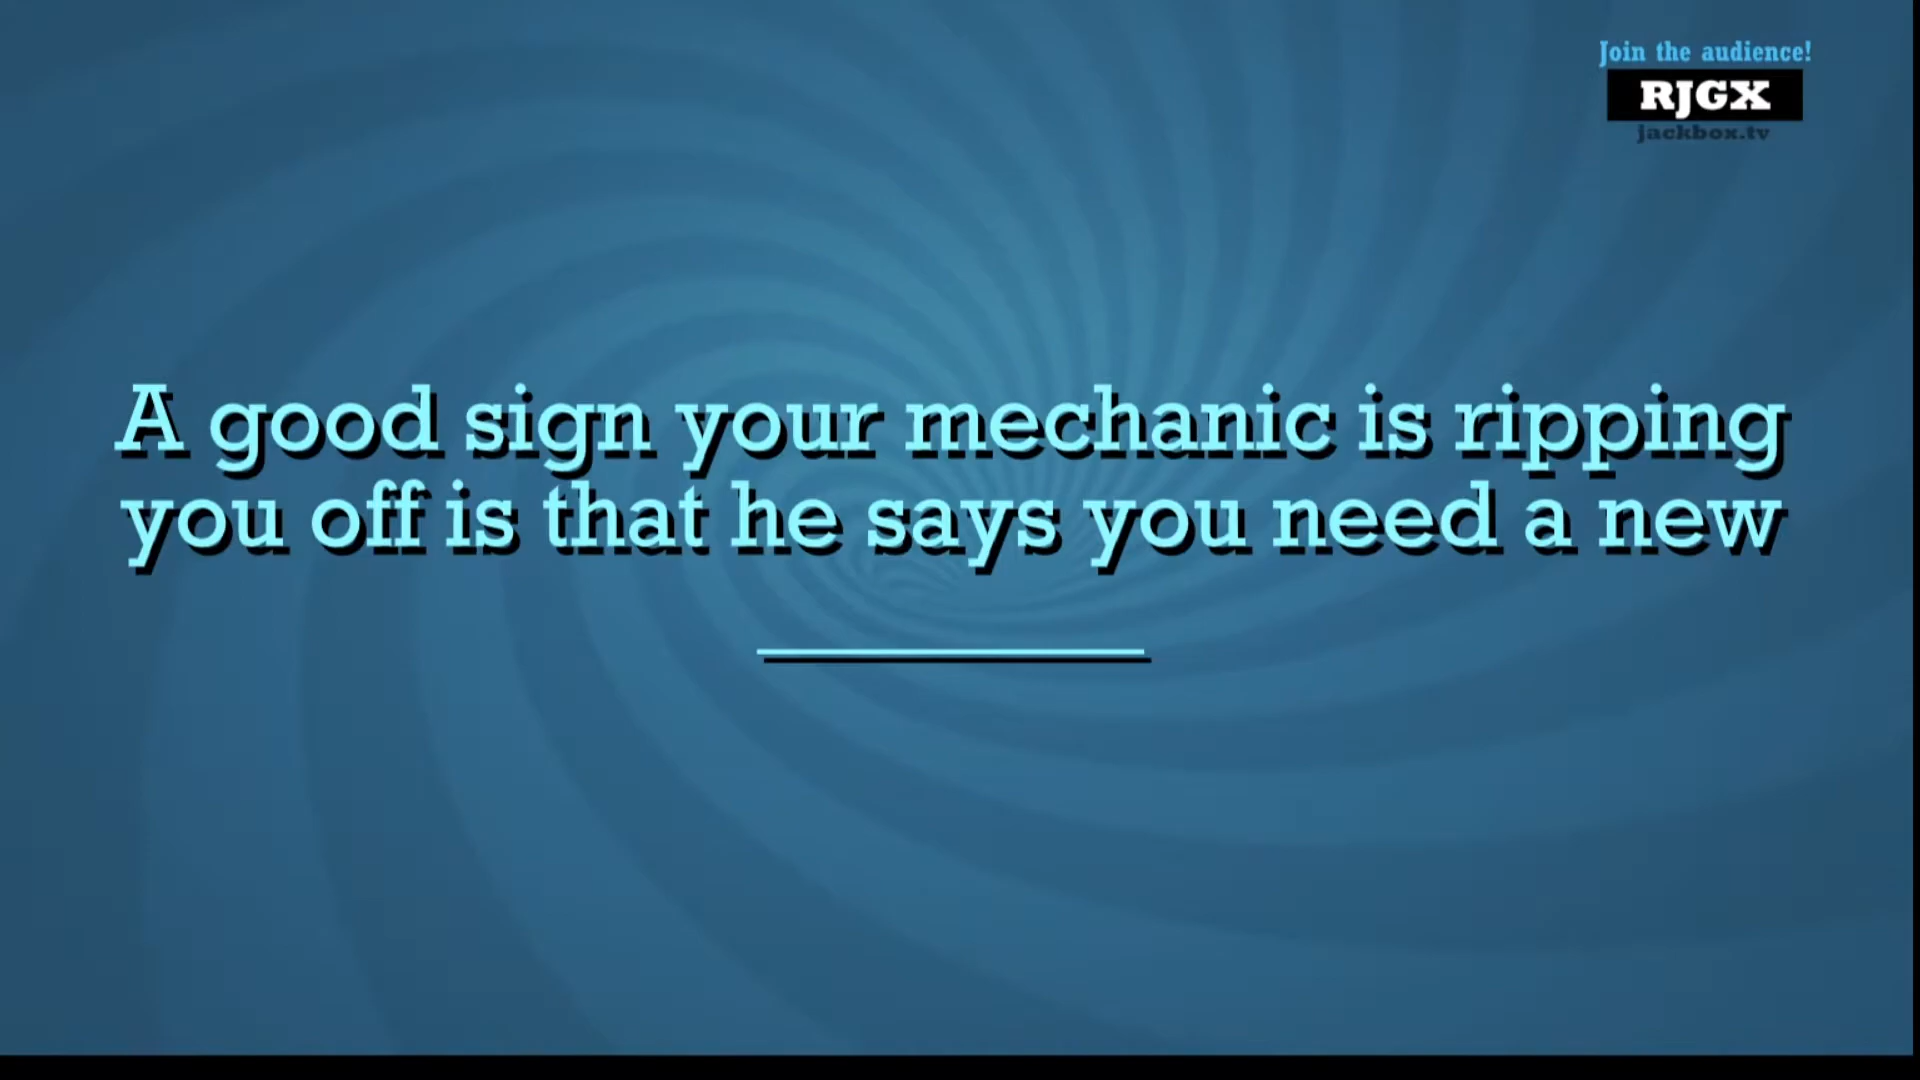 Join the audience!
RJGX
jackbox.tv
A good sign your mechanic is ripping
you off is that he says you need a new